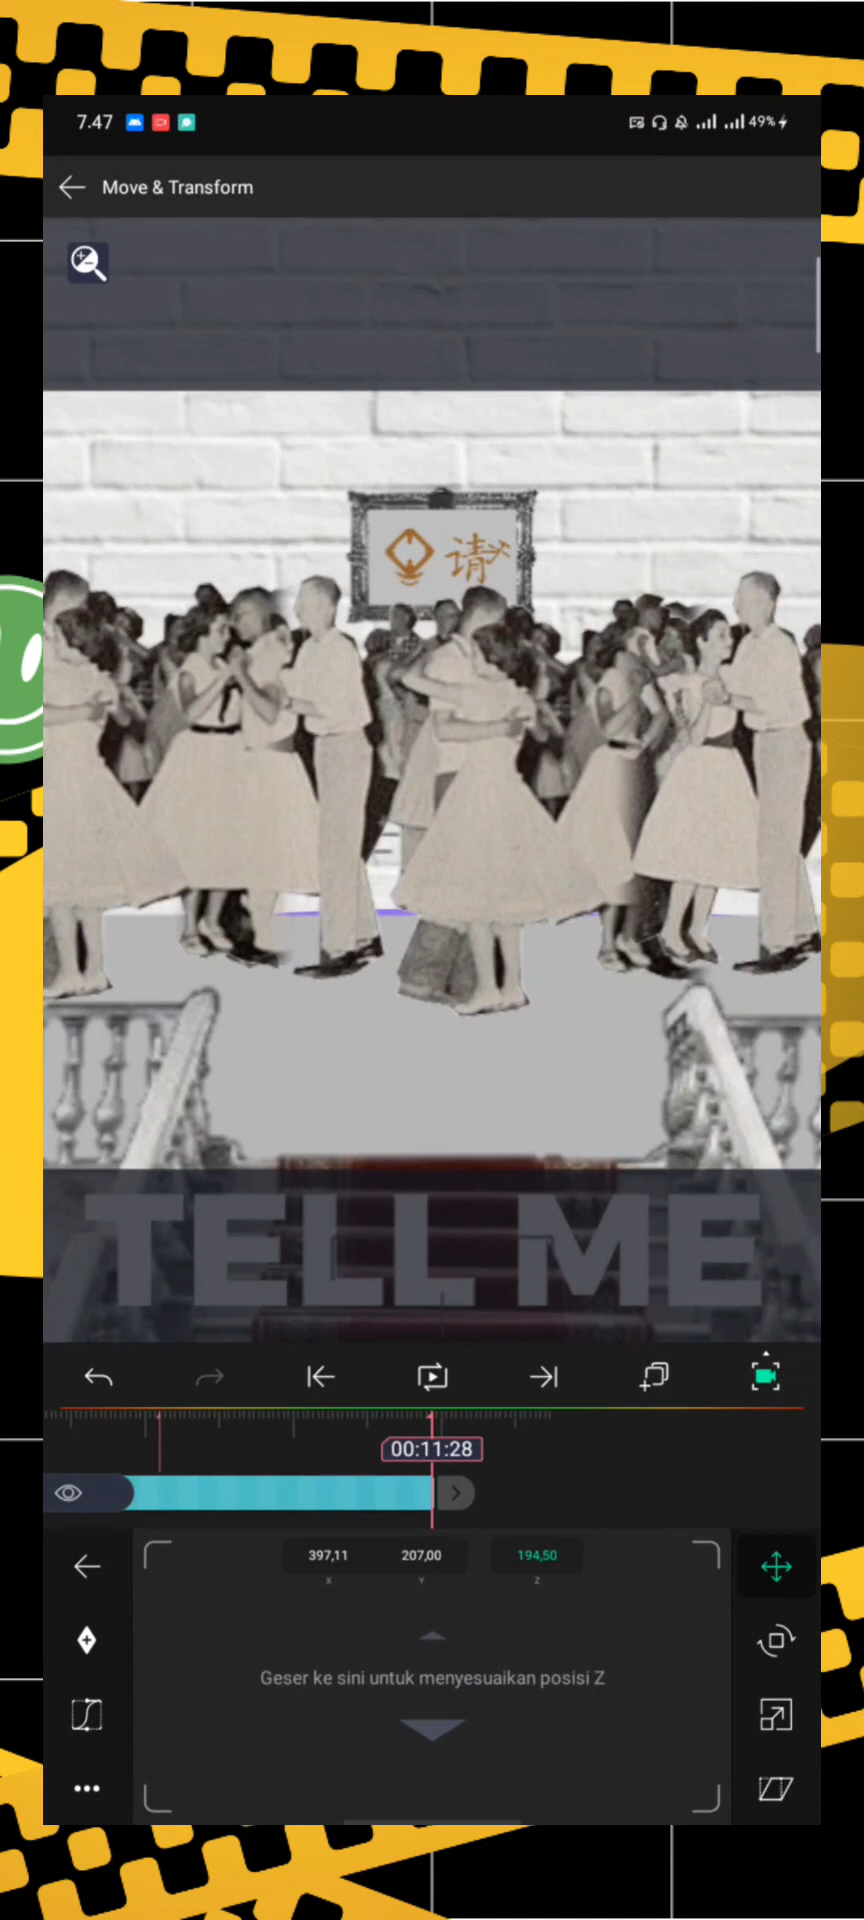 7.47
49%
Move & Transform
请
TELL ME
00:11:28
397,11 207,00 194,50
X Y Z
Geser ke sini untuk menyesuaikan posisi Z